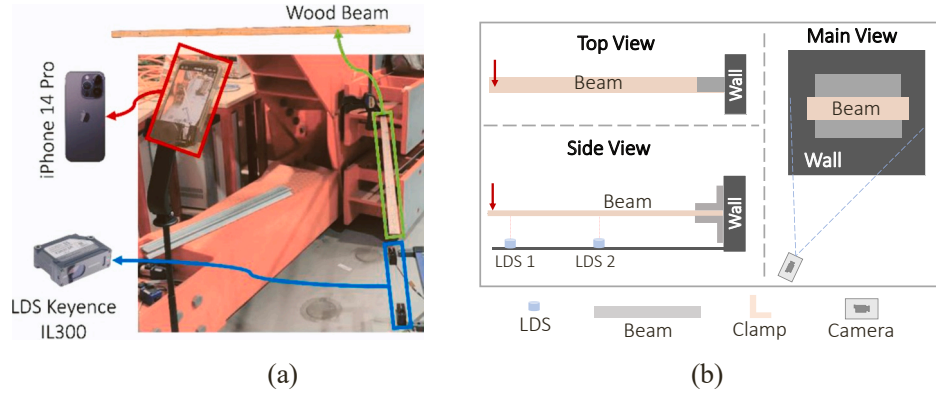 Wood Beam
iPhone 14 Pro
LDS Keyence
IL300
(a)
Top View
Beam
Wall
Side View
Beam
Wall
LDS 1
LDS 2
Main View
Beam
Wall
LDS
Beam
Clamp
Camera
(b)